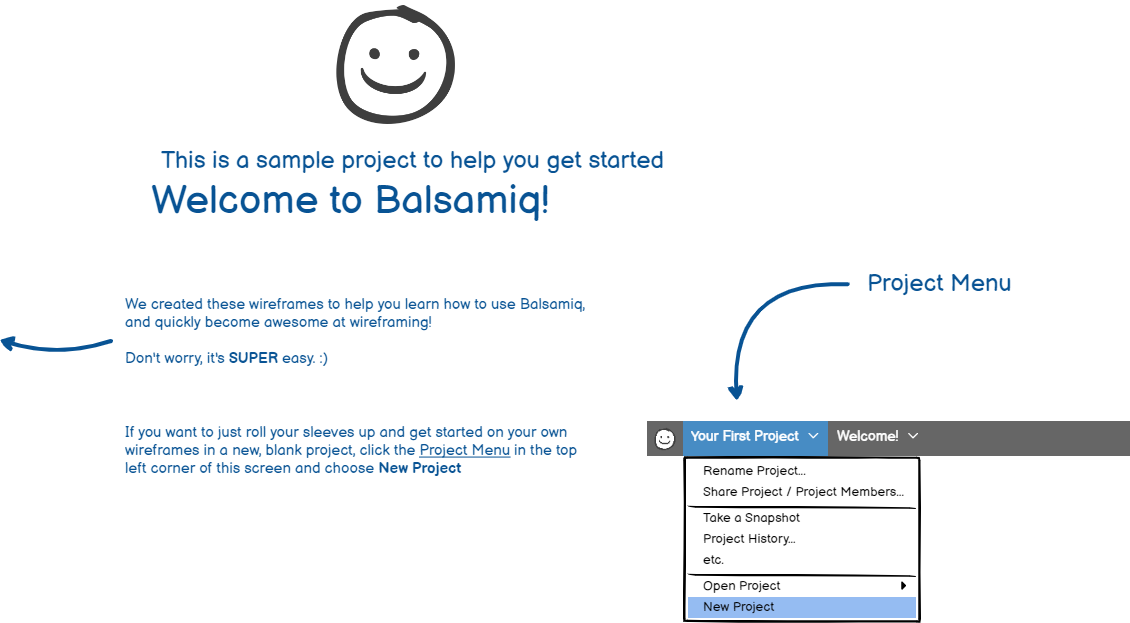 This is a sample project to help you get started
Welcome to Balsamiq!
We created these wireframes to help you learn how to use Balsamiq,
and quickly become awesome at wireframing!
Don't worry, it's SUPER easy. :)
If you want to just roll your sleeves up and get started on your own
wireframes in a new, blank project, click the Project Menu in the top
left corner of this screen and choose New Project
Project Menu
Your First Project
Welcome!
Rename Project...
Share Project / Project Members...
Take a Snapshot
Project History...
etc.
Open Project
New Project